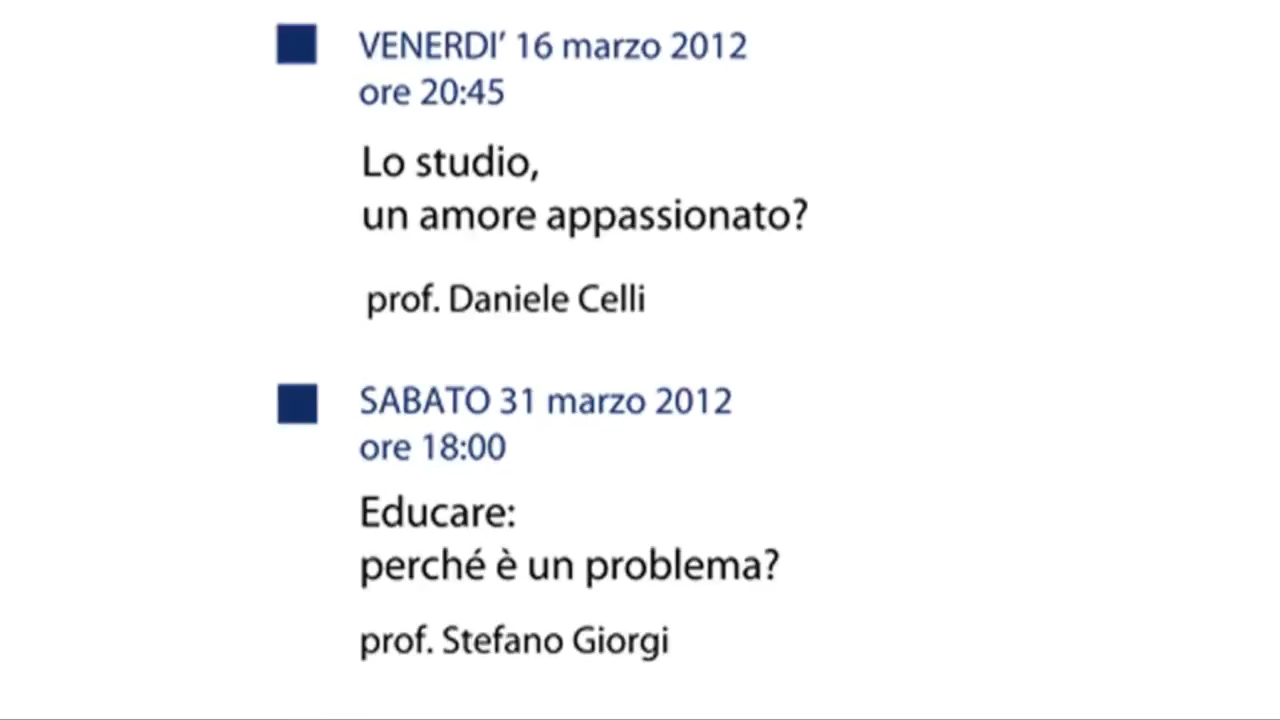 VENERDI’ 16 marzo 2012
ore 20:45
Lo studio,
un amore appassionato?
prof. Daniele Celli
SABATO 31 marzo 2012
ore 18:00
Educare:
perché è un problema?
prof. Stefano Giorgi